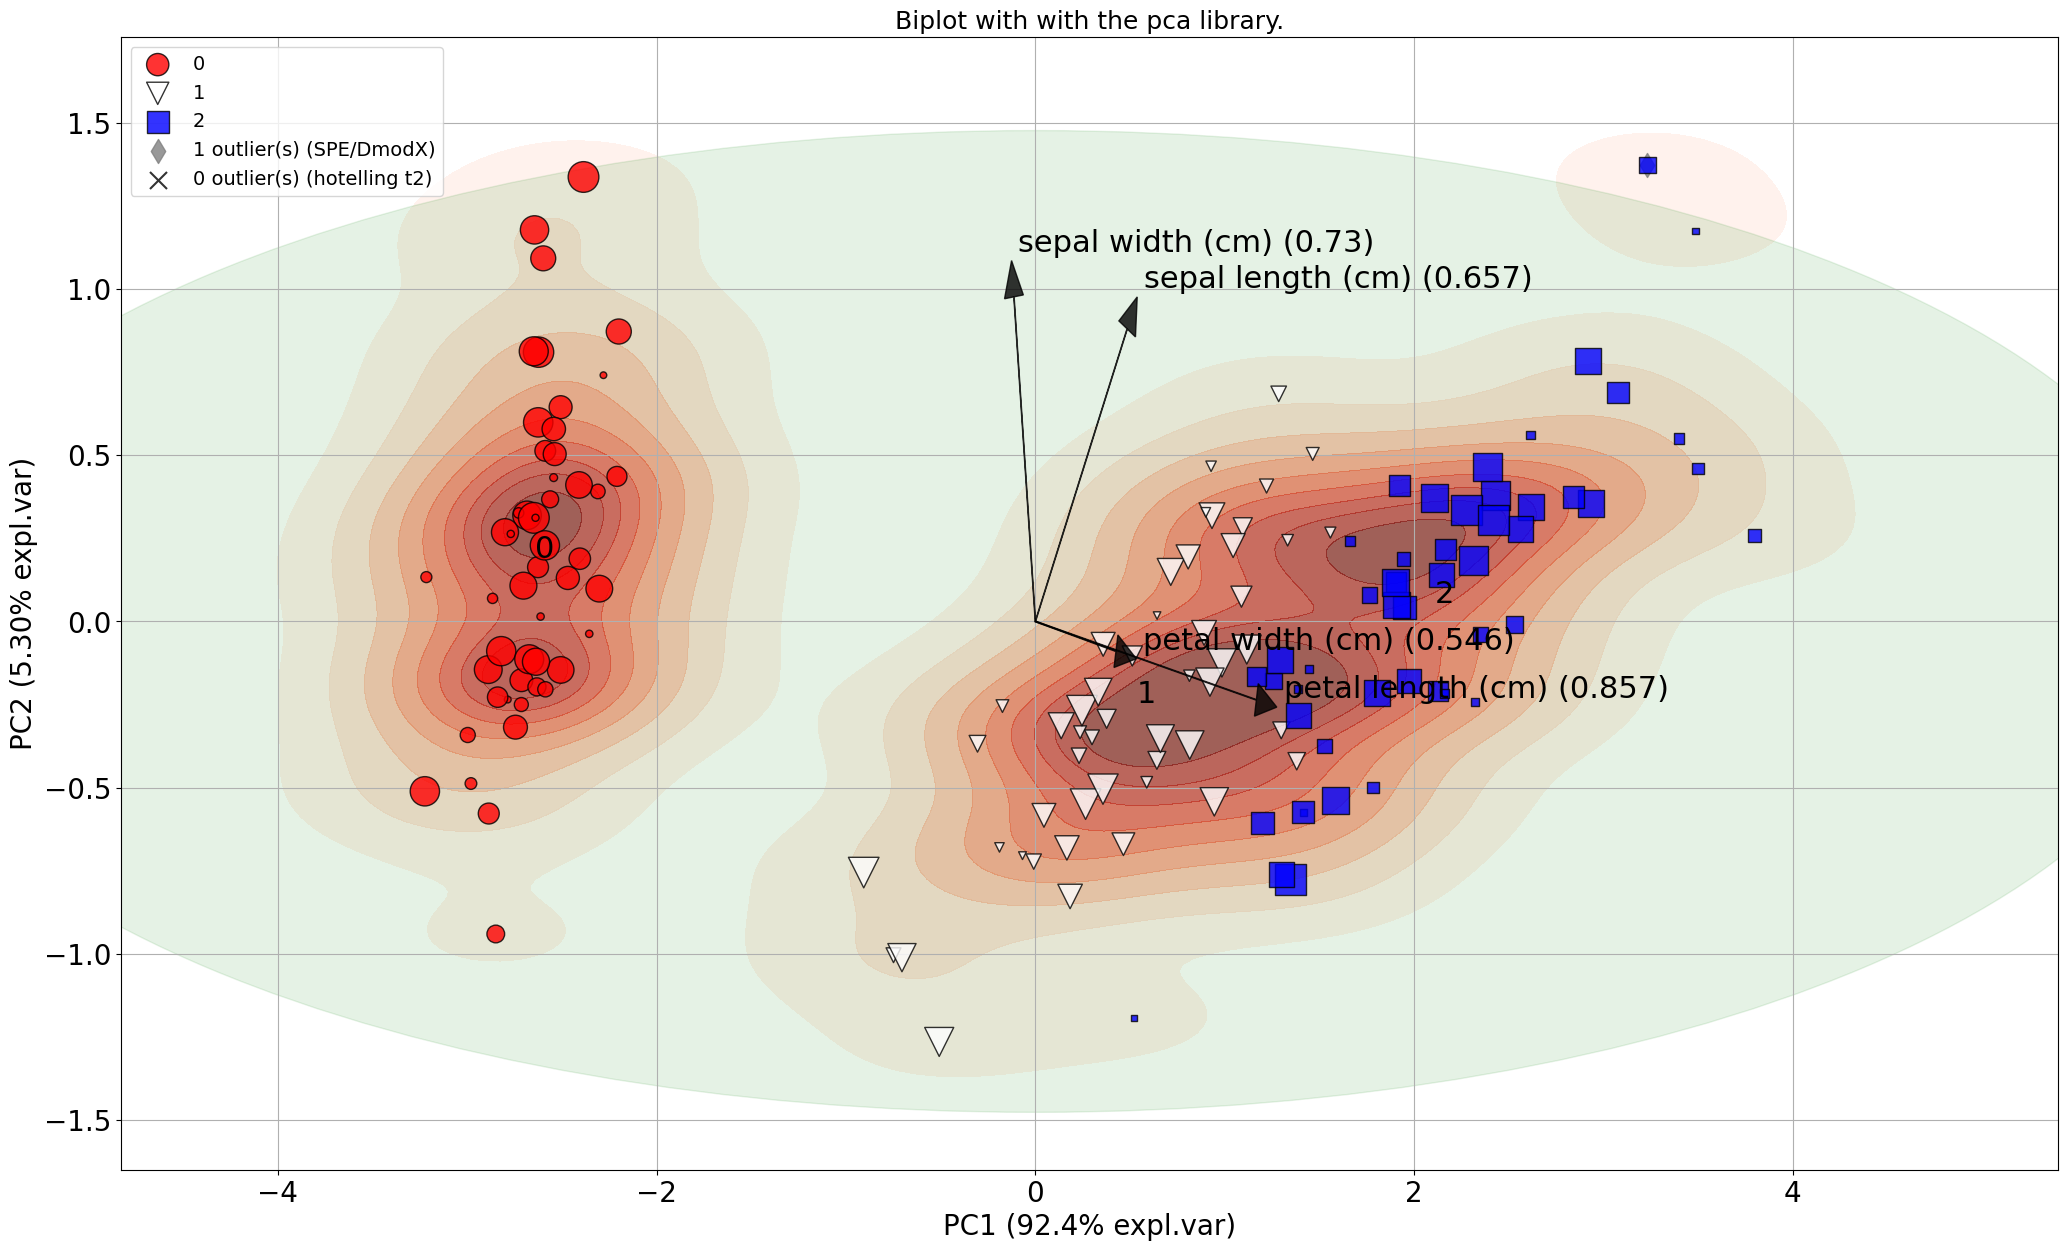 Biplot with with the pca library.
0
1
2
1 outlier(s) (SPE/DmodX)
0 outlier(s) (hotelling t2)
sepal width (cm) (0.73)
sepal length (cm) (0.657)
0
2
petal width (cm) (0.546)
1
petal length (cm) (0.857)
PC2 (5.30% expl.var)
1.5
1.0
0.5
0.0
−0.5
−1.0
−1.5
−4 −2 0 2 4
PC1 (92.4% expl.var)